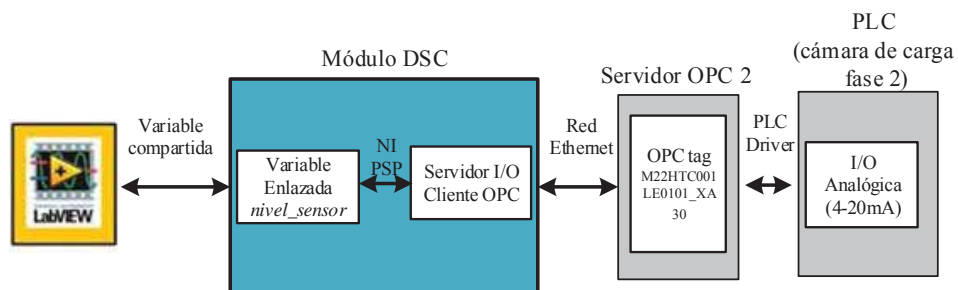 Módulo DSC
Servidor OPC 2
PLC
(cámara de carga
fase 2)
Variable
compartida
LabVIEW
Variable
Enlazada
nivel_sensor
NI
PSP
Servidor I/O
Cliente OPC
Red
Ethernet
OPC tag
M22HTC001
LE0101_XA
30
PLC
Driver
I/O
Analógica
(4-20mA)